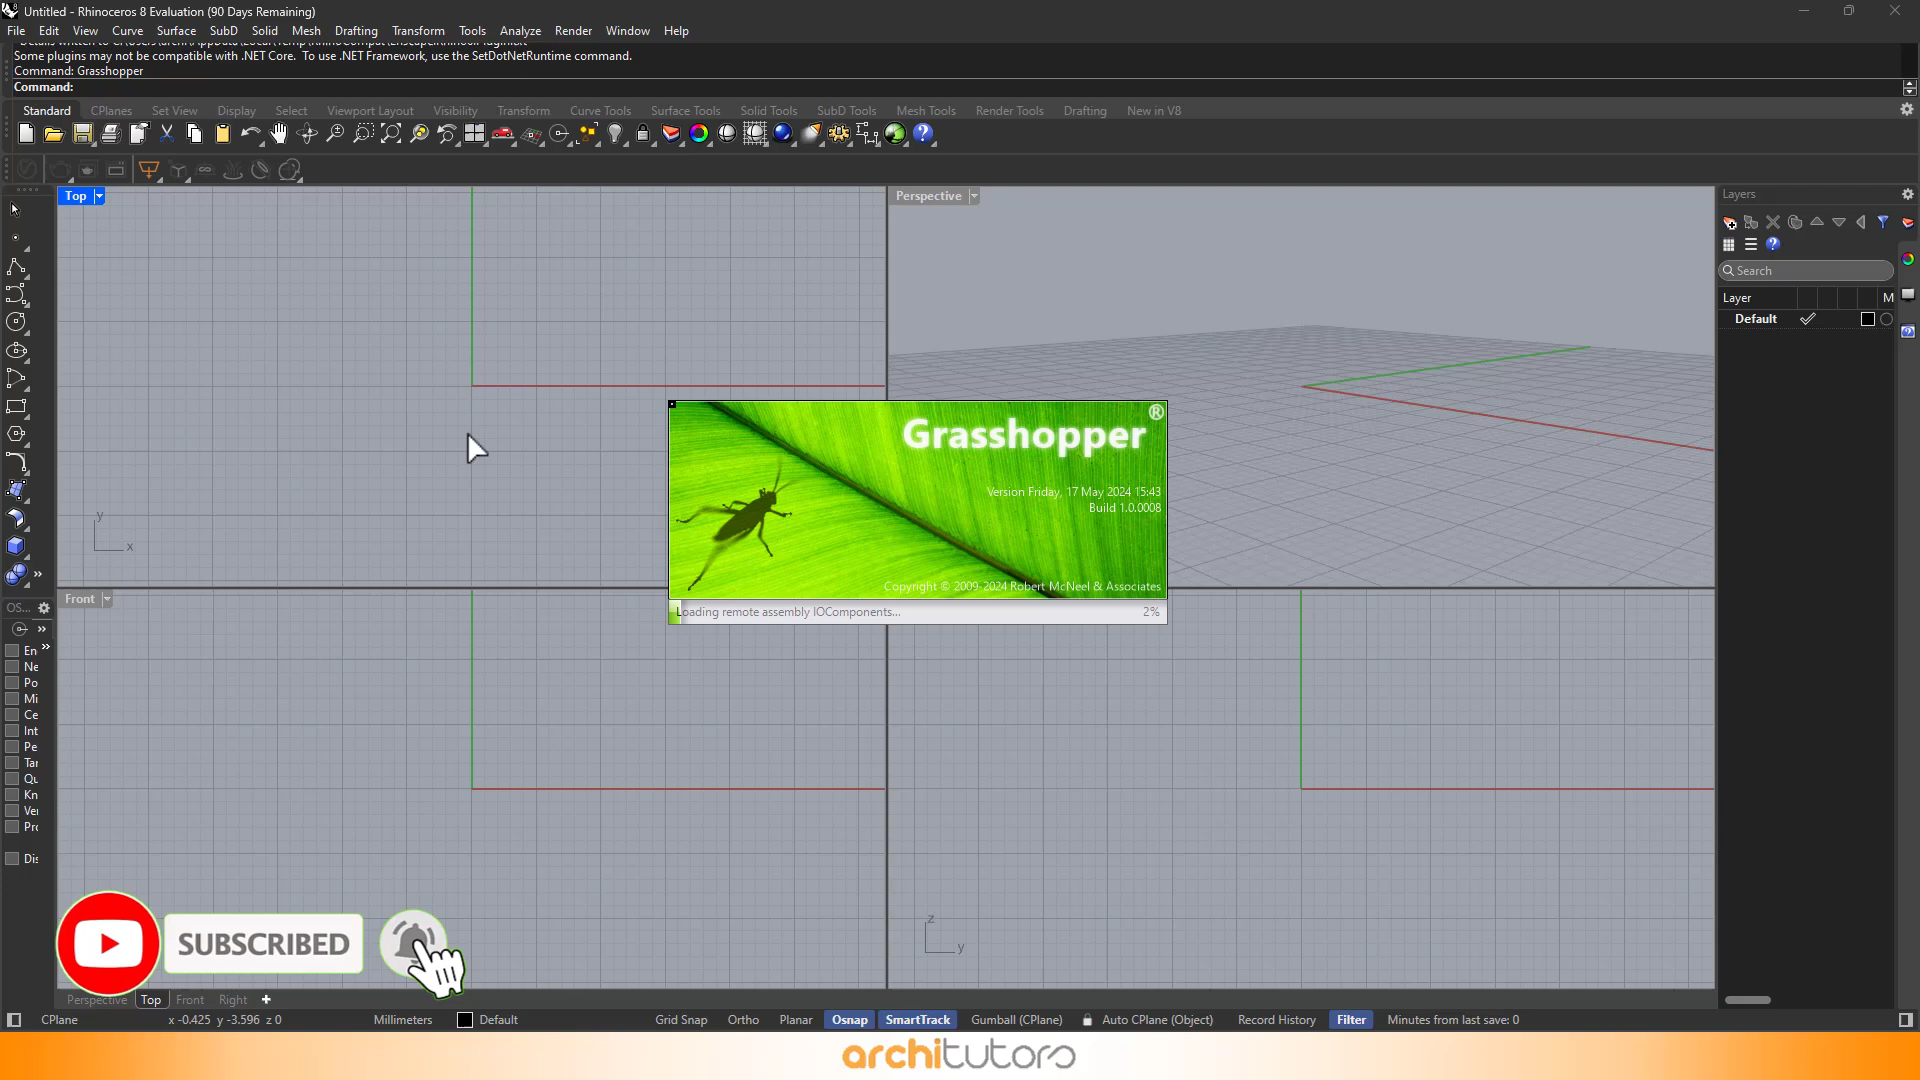 Untitled - Rhinoceros 8 Evaluation (90 Days Remaining)
File Edit View Curve Surface SubD Solid Mesh Drafting Transform Tools Analyze Render Window Help
Some plugins may not be compatible with .NET Core.  To use .NET Framework, use the SetDotNetRuntime command.
Command: Grasshopper
Command:
Standard CPlanes Set View Display Select Viewport Layout Visibility Transform Curve Tools Surface Tools Solid Tools SubD Tools Mesh Tools Render Tools Drafting New in V8
Top
Perspective
Layers
Search
Layer M
Default
Grasshopper ®
Version Friday, 17 May 2024 15:43
Build 1.0.0008
Copyright © 2009-2024 Robert McNeel & Associates
Loading remote assembly IOComponents... 2%
y
x
Front
OS...
En
Ne
Po
Mi
Ce
Int
Pe
Tar
Qu
Kn
Ver
Pro
Dis
SUBSCRIBED
z
y
Perspective Top Front Right
CPlane x -0.425 y -3.596 z 0 Millimeters Default Grid Snap Ortho Planar Osnap SmartTrack Gumball (CPlane) Auto CPlane (Object) Record History Filter Minutes from last save: 0
architutors